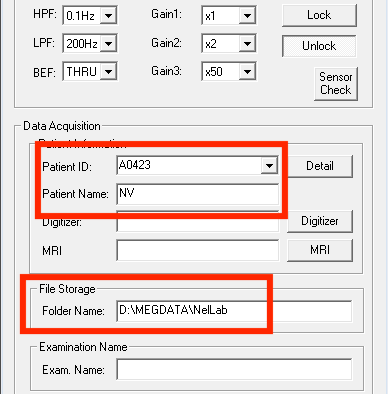 HPF: 0.1Hz Gain1: x1 Lock
LPF: 200Hz Gain2: x2 Unlock
BEF: THRU Gain3: x50 Sensor
Check
Data Acquisition
Patient Information
Patient ID: A0423 Detail
Patient Name: NV
Digitizer: Digitizer
MRI MRI
File Storage
Folder Name: D:\MEGDATA\NelLab
Examination Name
Exam. Name: